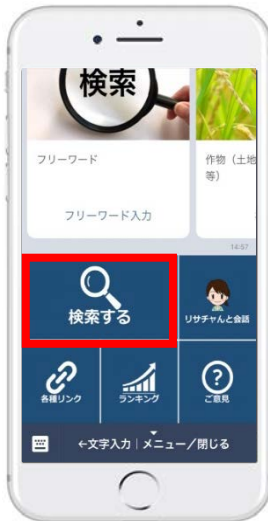 検索
フリーワード
作物（土地
等）
フリーワード入力
14:57
検索する
リサチャんと会話
各種リンク
ランキング
ご意見
←文字入力｜メニュー／閉じる